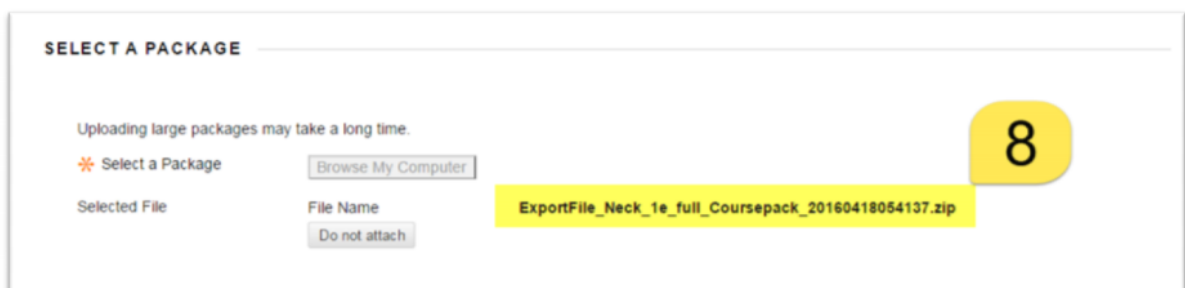 SELECT A PACKAGE
Uploading large packages may take a long time.
Select a Package Browse My Computer
8
Selected File File Name ExportFile_Neck_1e_full_Coursepack_20160418054137.zip
Do not attach